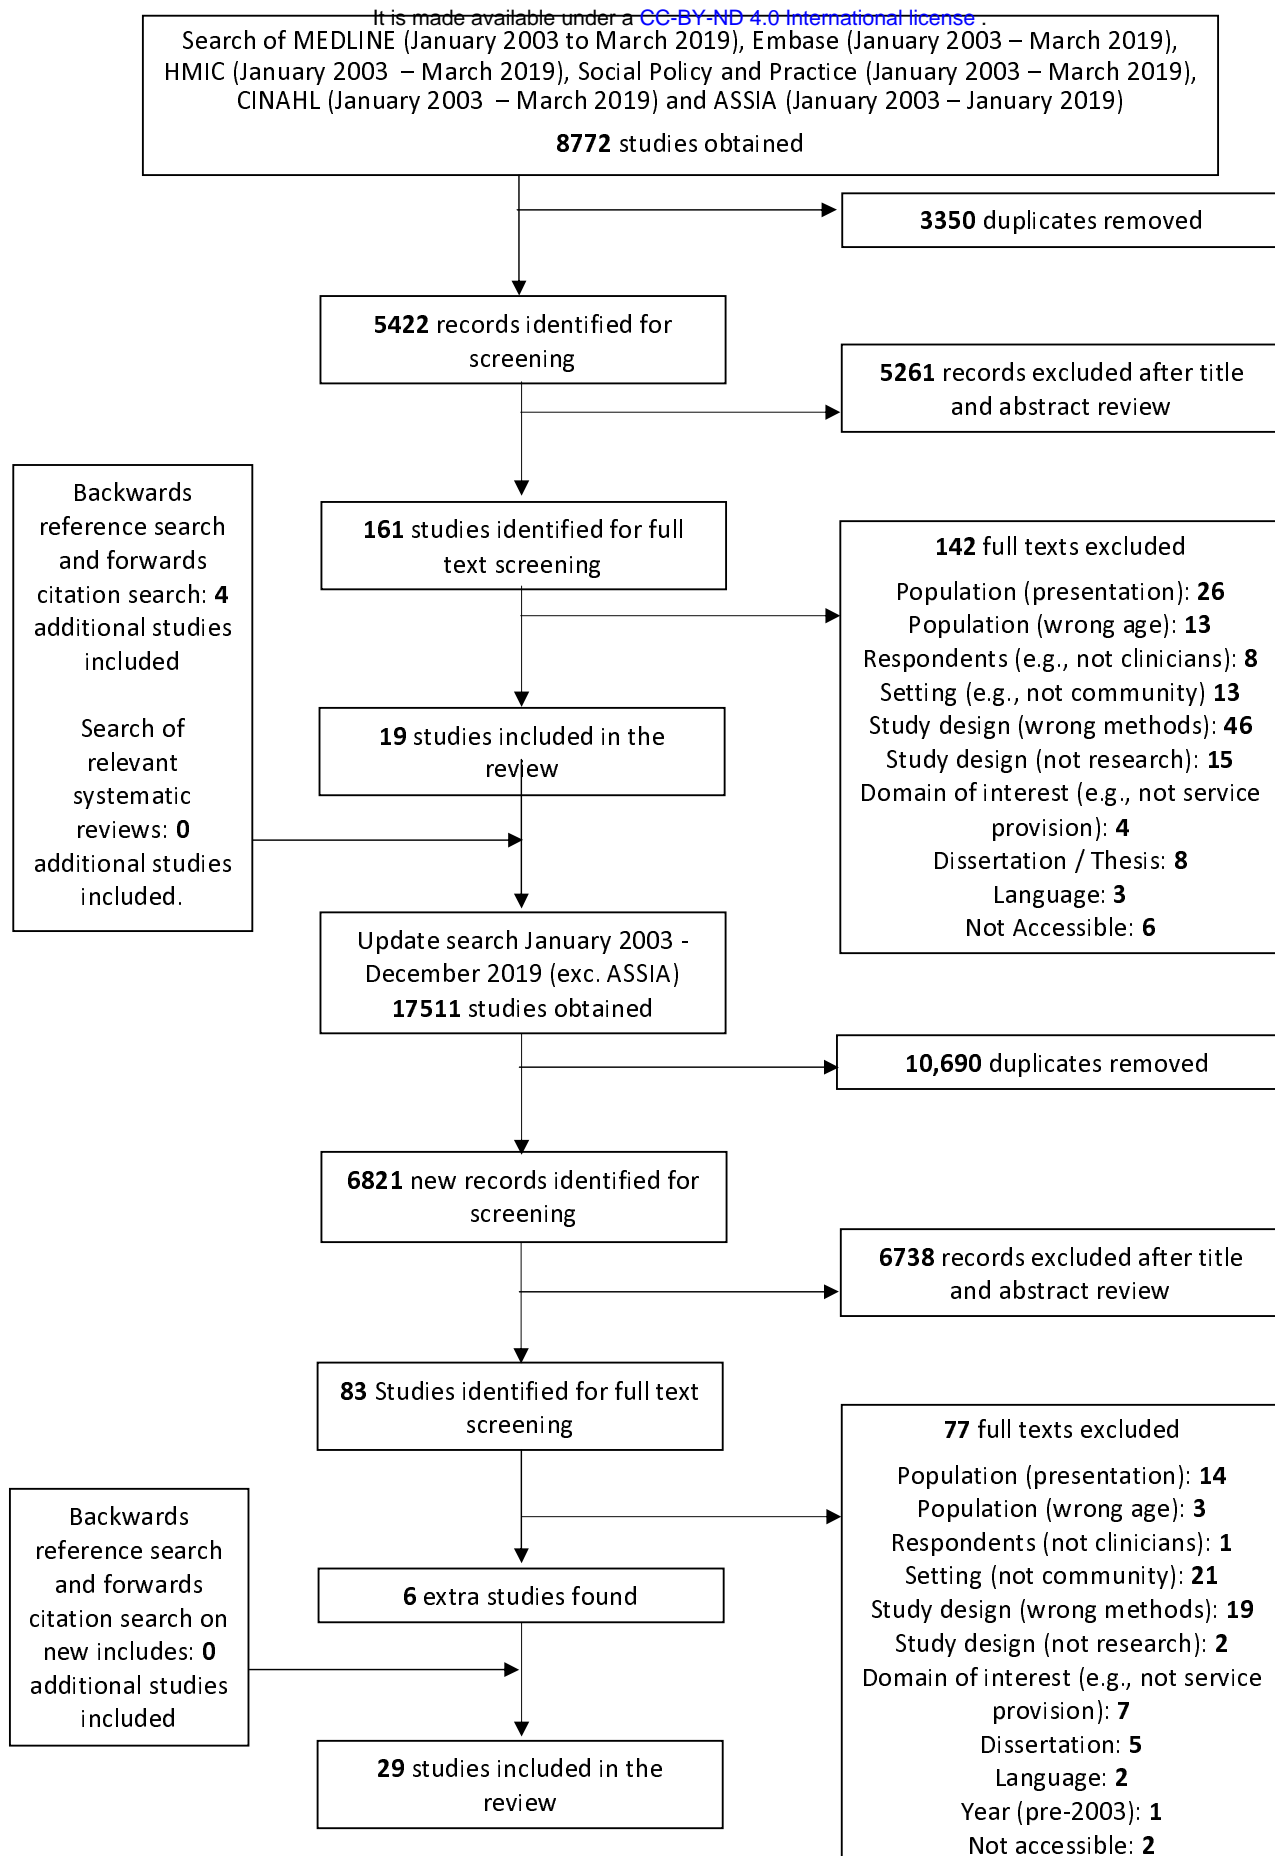 It is made available under a CC-BY-ND 4.0 International license .
Search of MEDLINE (January 2003 to March 2019), Embase (January 2003 – March 2019),
HMIC (January 2003 – March 2019), Social Policy and Practice (January 2003 – March 2019),
CINAHL (January 2003 – March 2019) and ASSIA (January 2003 – January 2019)
8772 studies obtained
3350 duplicates removed
5422 records identified for
screening
5261 records excluded after title
and abstract review
Backwards
reference search
and forwards
citation search: 4
additional studies
included
Search of
relevant
systematic
reviews: 0
additional studies
included.
161 studies identified for full
text screening
142 full texts excluded
Population (presentation): 26
Population (wrong age): 13
Respondents (e.g., not clinicians): 8
Setting (e.g., not community) 13
Study design (wrong methods): 46
Study design (not research): 15
Domain of interest (e.g., not service
provision): 4
Dissertation / Thesis: 8
Language: 3
Not Accessible: 6
19 studies included in the
review
Update search January 2003 -
December 2019 (exc. ASSIA)
17511 studies obtained
10,690 duplicates removed
6821 new records identified for
screening
6738 records excluded after title
and abstract review
83 Studies identified for full text
screening
77 full texts excluded
Population (presentation): 14
Population (wrong age): 3
Respondents (not clinicians): 1
Setting (not community): 21
Study design (wrong methods): 19
Study design (not research): 2
Domain of interest (e.g., not service
provision): 7
Dissertation: 5
Language: 2
Year (pre-2003): 1
Not accessible: 2
Backwards
reference search
and forwards
citation search on
new includes: 0
additional studies
included
6 extra studies found
29 studies included in the
review